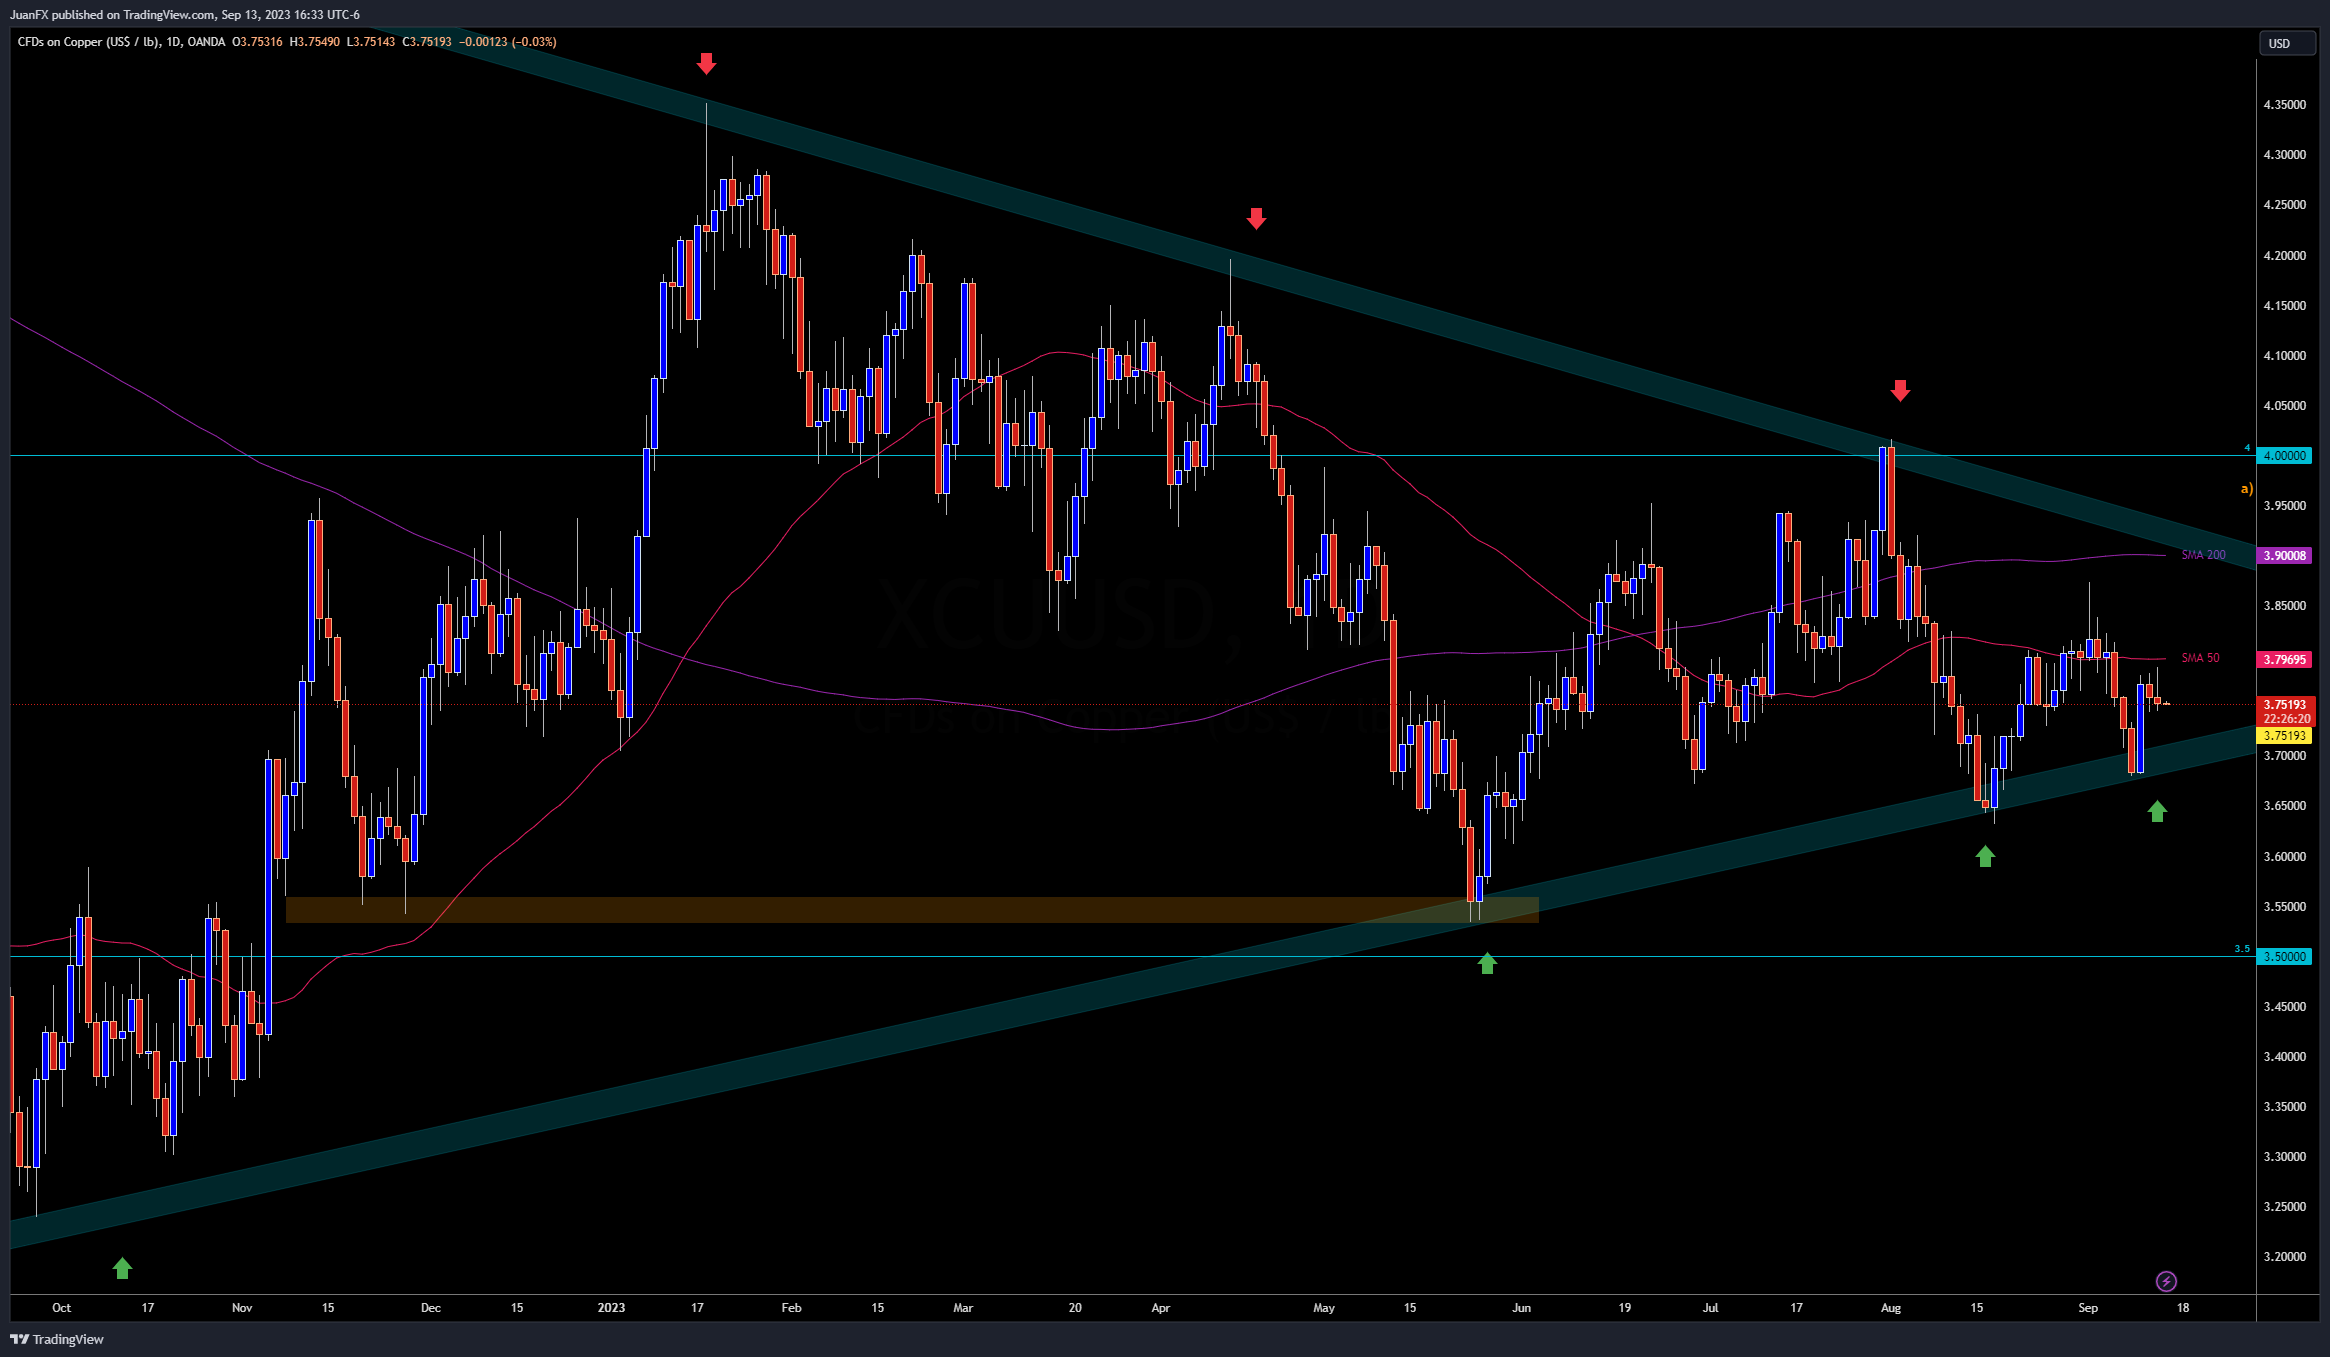 JuanFX published on TradingView.com, Sep 13, 2023 16:33 UTC-6
CFDs on Copper (US$ / lb), 1D, OANDA O3.75316 H3.75490 L3.75143 C3.75193 −0.00123 (−0.03%)
USD
4.35000
4.30000
4.25000
4.20000
4.15000
4.10000
4.05000
4
4.00000
a)
3.95000
SMA 200
3.90008
3.85000
XCUUSD,
SMA 50
3.79695
3.75193
22:26:20
CFDs on Copper (US$ / lb)
3.75193
3.70000
3.65000
3.60000
3.55000
3.5
3.50000
3.45000
3.40000
3.35000
3.30000
3.25000
3.20000
Oct 17 Nov 15 Dec 15 2023 17 Feb 15 Mar 20 Apr May 15 Jun 19 Jul 17 Aug 15 Sep 18
TradingView